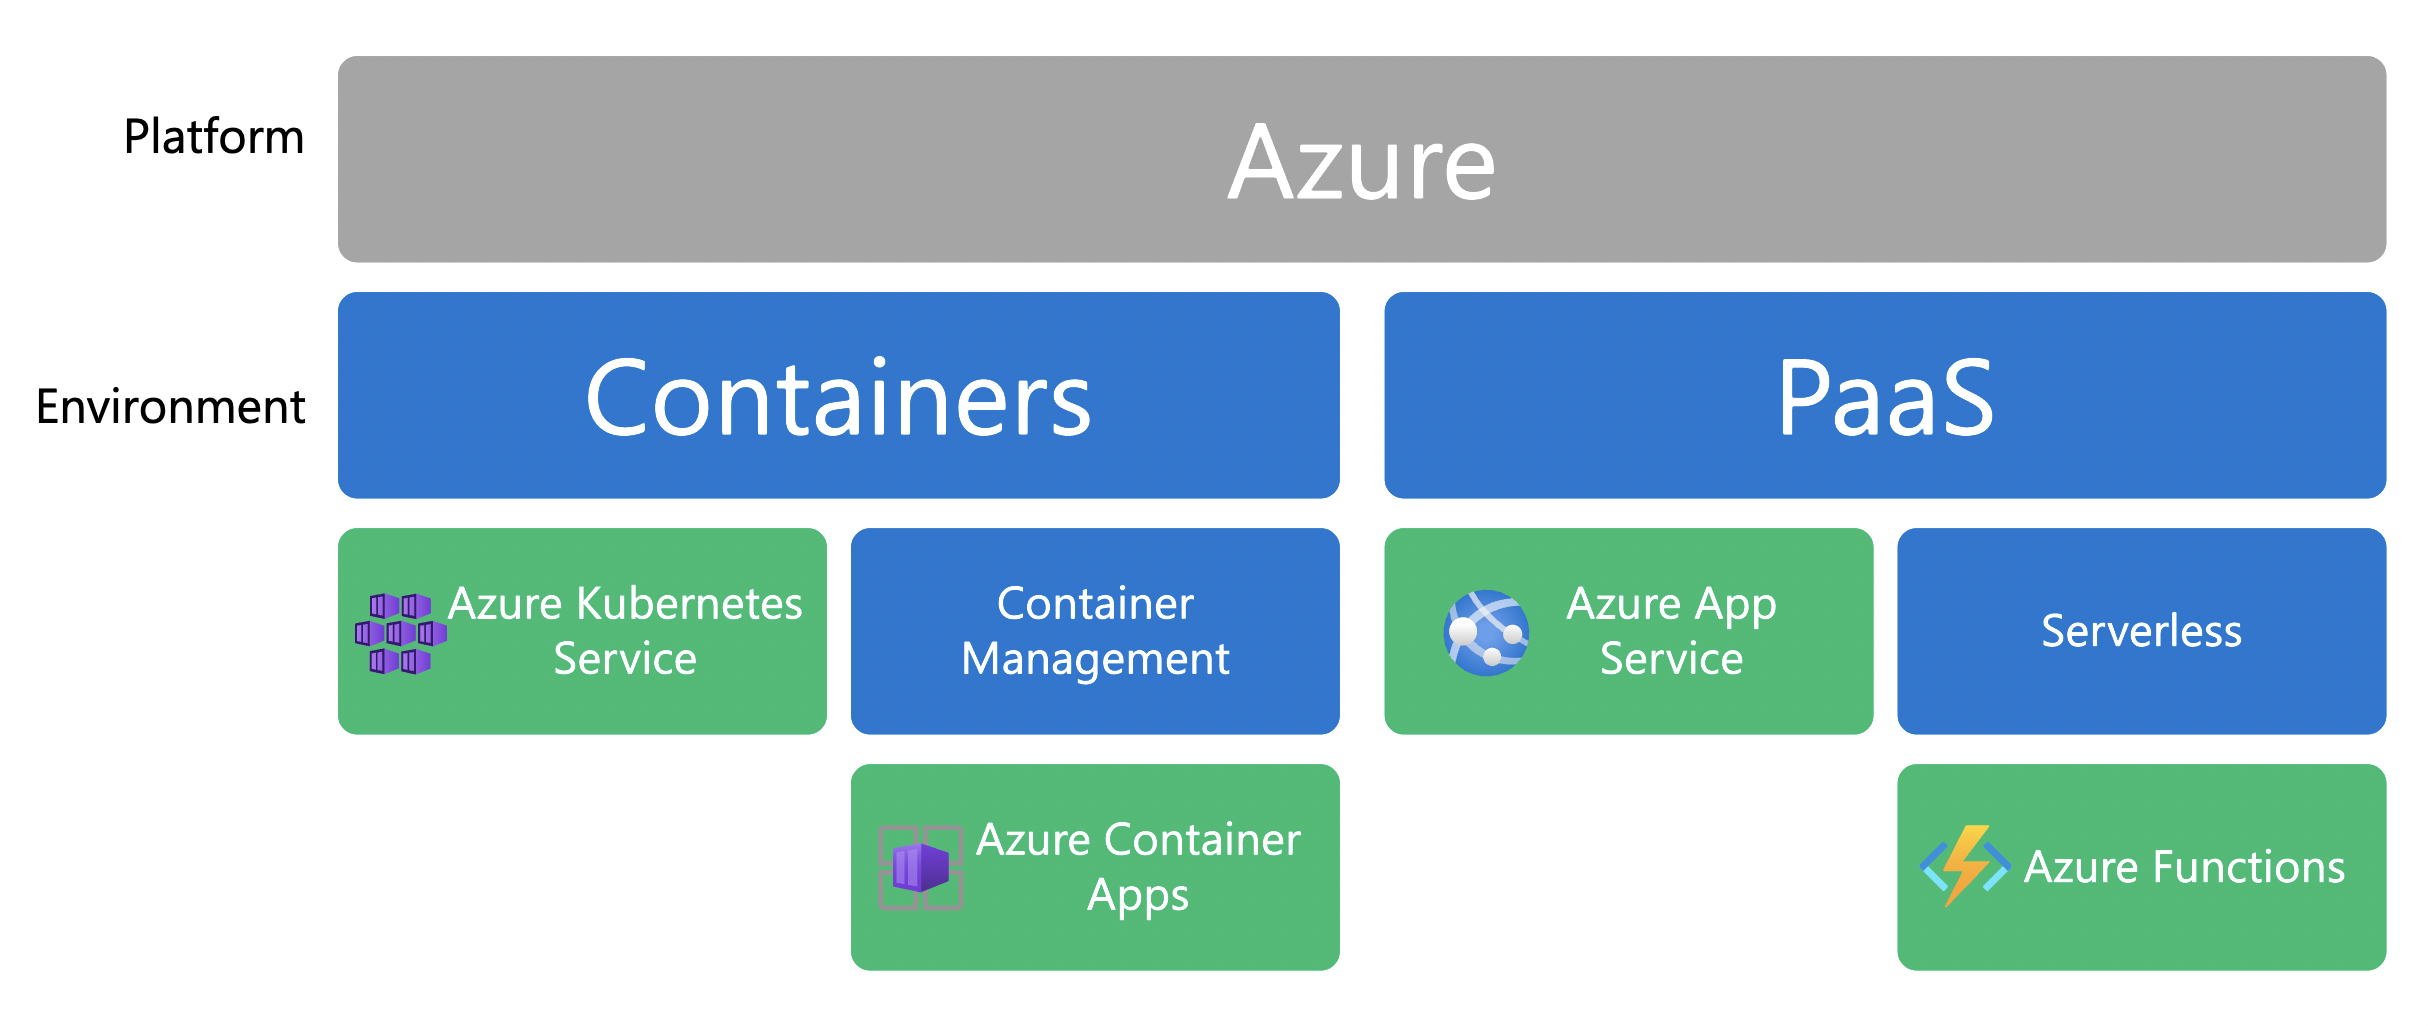 Platform
Azure
Environment
Containers
PaaS
Azure Kubernetes
Service
Container
Management
Azure App
Service
Serverless
Azure Container
Apps
Azure Functions